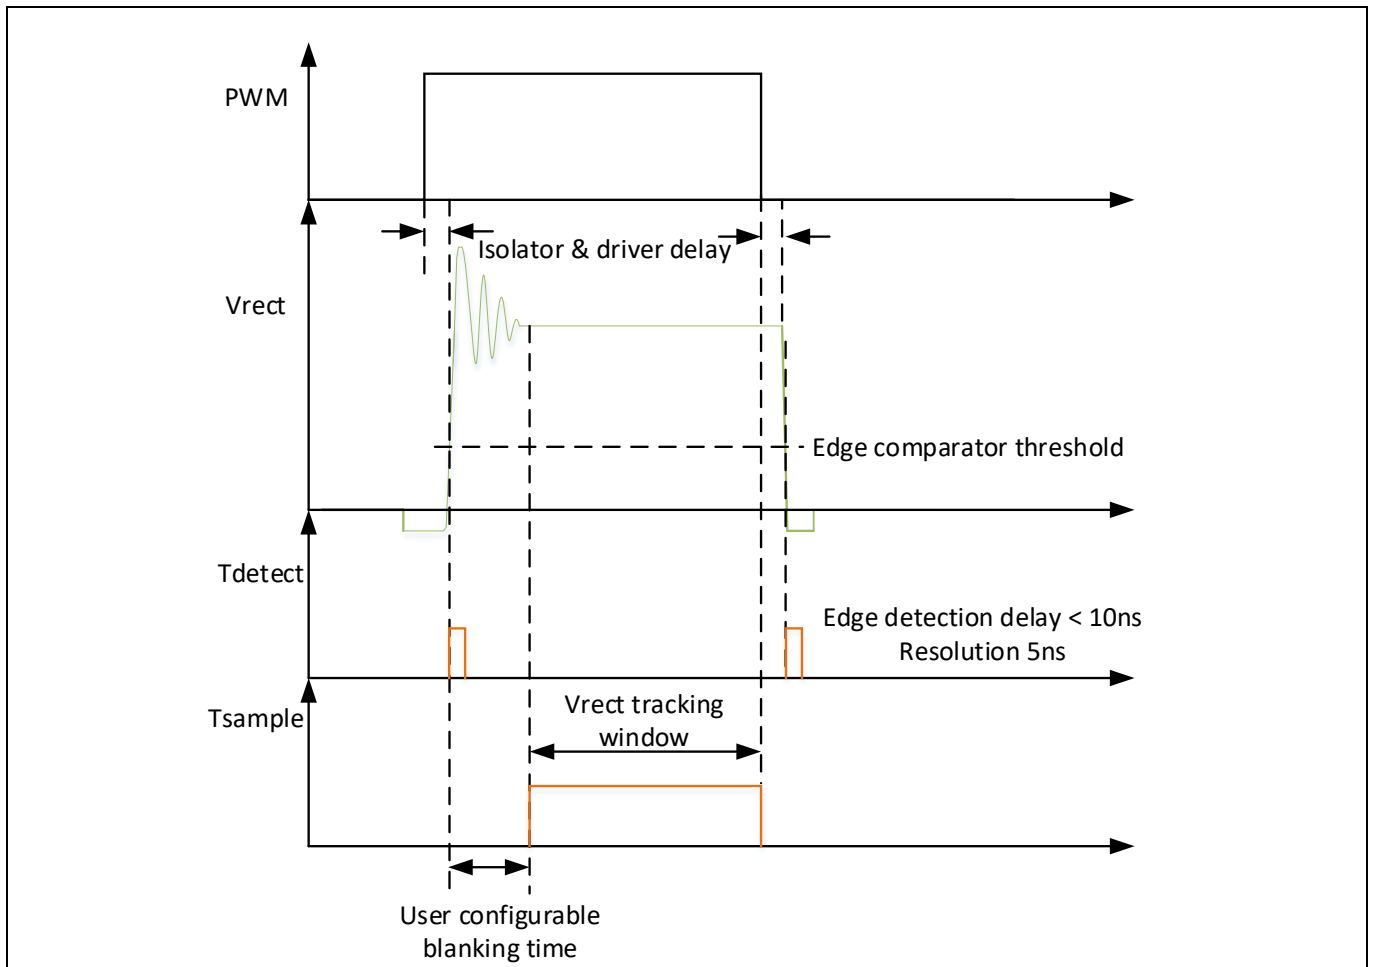 PWM
Isolator & driver delay
Vrect
Edge comparator threshold
Tdetect
Edge detection delay < 10ns
Resolution 5ns
Tsample
Vrect tracking
window
User configurable
blanking time